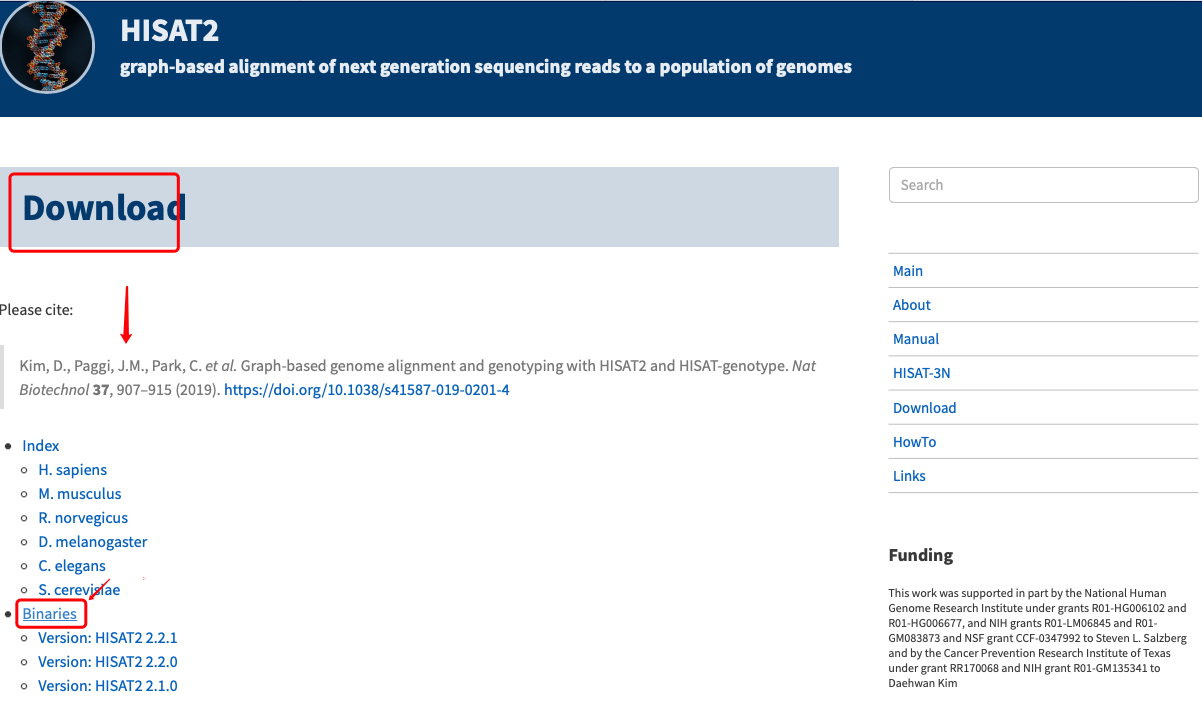 HISAT2
graph-based alignment of next generation sequencing reads to a population of genomes
Download
Please cite:
Kim, D., Paggi, J.M., Park, C. et al. Graph-based genome alignment and genotyping with HISAT2 and HISAT-genotype. Nat
Biotechnol 37, 907–915 (2019). https://doi.org/10.1038/s41587-019-0201-4
Index
H. sapiens
M. musculus
R. norvegicus
D. melanogaster
C. elegans
S. cerevisiae
Binaries
Version: HISAT2 2.2.1
Version: HISAT2 2.2.0
Version: HISAT2 2.1.0
Search
Main
About
Manual
HISAT-3N
Download
HowTo
Links
Funding
This work was supported in part by the National Human
Genome Research Institute under grants R01-HG006102 and
R01-HG006677, and NIH grants R01-LM06845 and R01-
GM083873 and NSF grant CCF-0347992 to Steven L. Salzberg
and by the Cancer Prevention Research Institute of Texas
under grant RR170068 and NIH grant R01-GM135341 to
Daehwan Kim